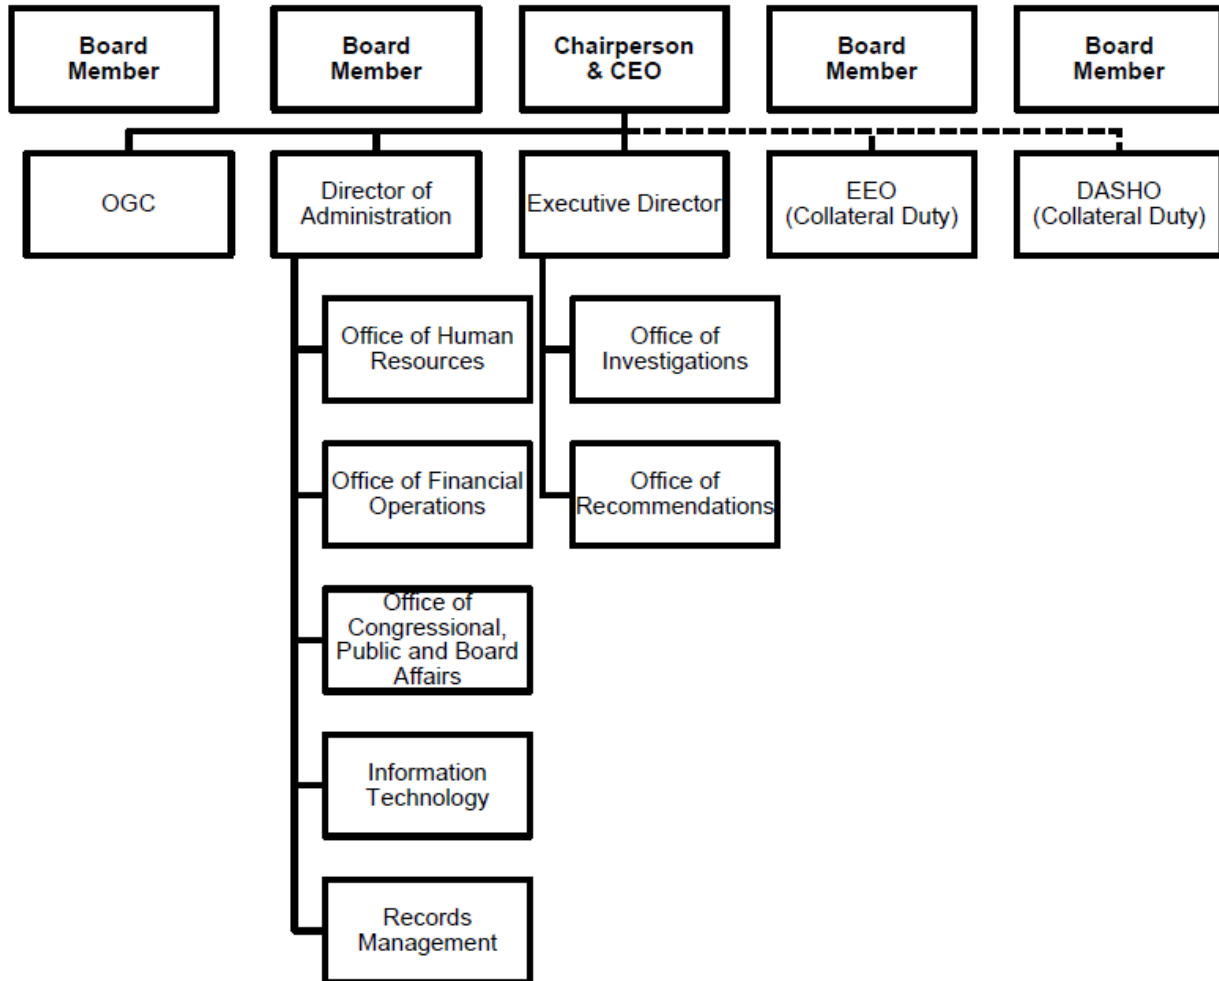 Board
Member
Board
Member
Chairperson
& CEO
Board
Member
Board
Member
OGC
Director of
Administration
Executive Director
EEO
(Collateral Duty)
DASHO
(Collateral Duty)
Office of Human
Resources
Office of
Investigations
Office of Financial
Operations
Office of
Recommendations
Office of
Congressional,
Public and Board
Affairs
Information
Technology
Records
Management